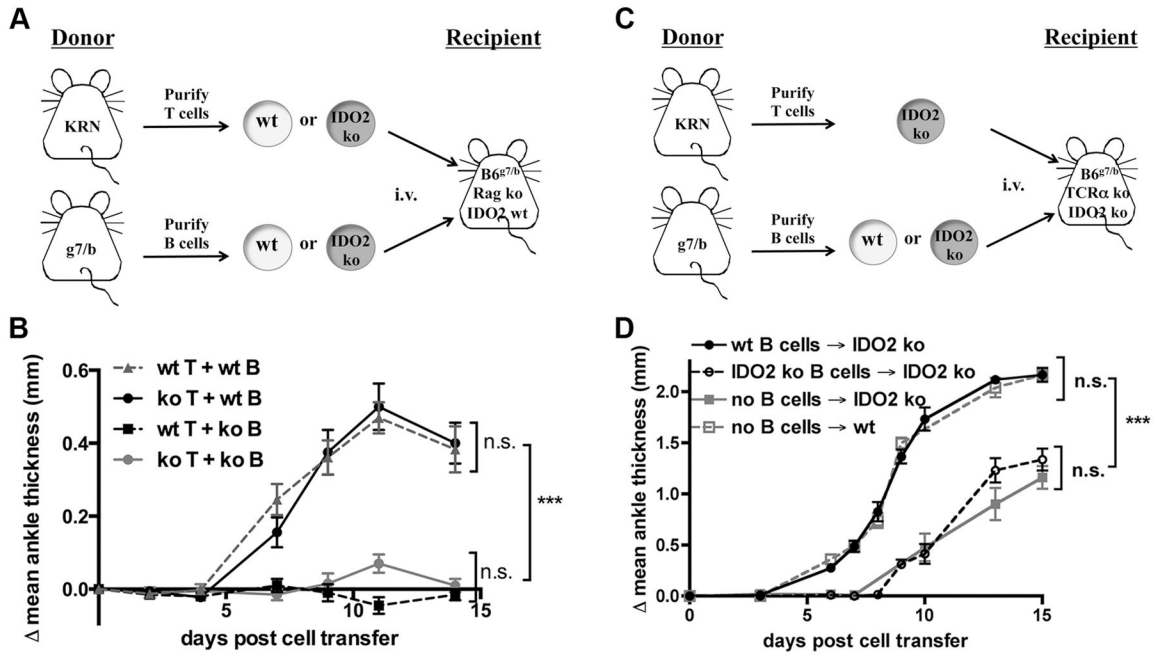 A
Donor
Recipient
KRN
Purify
T cells
wt
or
IDO2
ko
i.v.
B6g7/b
Rag ko
IDO2 wt
g7/b
Purify
B cells
wt
or
IDO2
ko
C
Donor
Recipient
KRN
Purify
T cells
IDO2
ko
i.v.
B6g7/b
TCRα ko
IDO2 ko
g7/b
Purify
B cells
wt
or
IDO2
ko
B
Δ mean ankle thickness (mm)
0.6
0.4
0.2
0.0
wt T + wt B
ko T + wt B
wt T + ko B
ko T + ko B
n.s.
***
n.s.
5
10
15
days post cell transfer
D
Δ mean ankle thickness (mm)
2.0
1.5
1.0
0.5
0.0
wt B cells → IDO2 ko
IDO2 ko B cells → IDO2 ko
no B cells → IDO2 ko
no B cells → wt
n.s.
***
n.s.
0
5
10
15
days post cell transfer